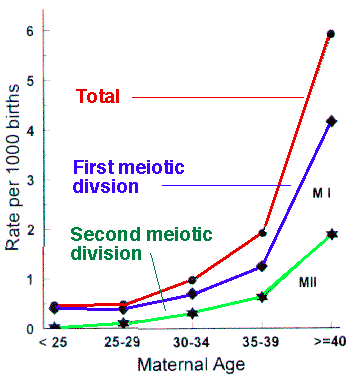 Rate per 1000 births
6
5
4
3
2
1
0
Total
First meiotic
divsion
Second meiotic
division
M I
MII
< 25
25-29
30-34
35-39
>=40
Maternal Age